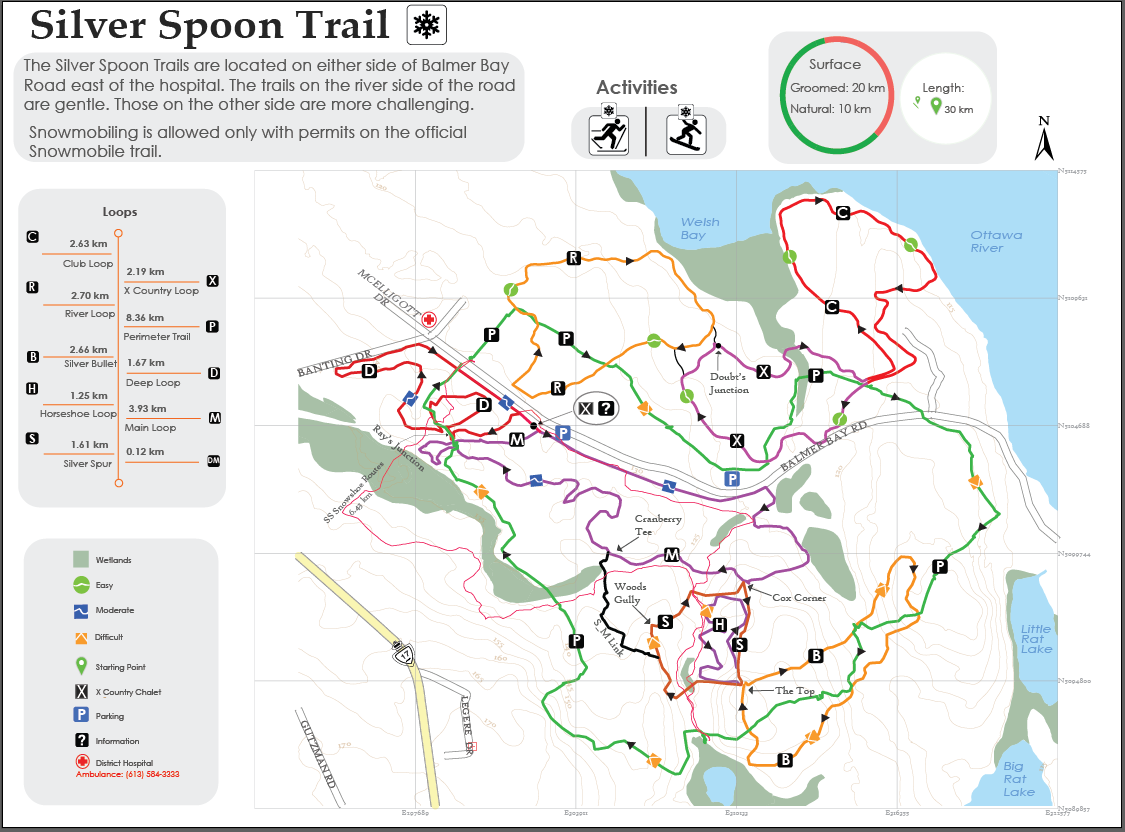 Silver Spoon Trail
The Silver Spoon Trails are located on either side of Balmer Bay
Road east of the hospital. The trails on the river side of the road
are gentle. Those on the other side are more challenging.
Snowmobiling is allowed only with permits on the official
Snowmobile trail.
Activities
Surface
Groomed: 20 km
Natural: 10 km
Length:
30 km
N
Loops
C
2.63 km
Club Loop
2.19 km
X
X Country Loop
R
2.70 km
River Loop
8.36 km
P
Perimeter Trail
B
2.66 km
Silver Bullet
1.67 km
D
Deep Loop
H
1.25 km
Horseshoe Loop
3.93 km
M
Main Loop
S
1.61 km
Silver Spur
0.12 km
DM
Wetlands
Easy
Moderate
Difficult
Starting Point
X
X Country Chalet
P
Parking
?
Information
District Hospital
Ambulance: (613) 584-3333
Welsh
Bay
Ottawa
River
C
C
R
R
MCELLIGOTT
DR
BANTING DR
P
P
P
D
D
X
X
X ?
Doubt's
Junction
M
P
P
BALMER BAY RD
Ray's Junction
SS Snowshoe Routes
6.48 km
Cranberry
Tee
M
Woods
Gully
S_M Link
Cox Corner
S
H
S
P
P
B
B
The Top
Little
Rat
Lake
Big
Rat
Lake
17
LEGERE DR
GUTZMAN RD